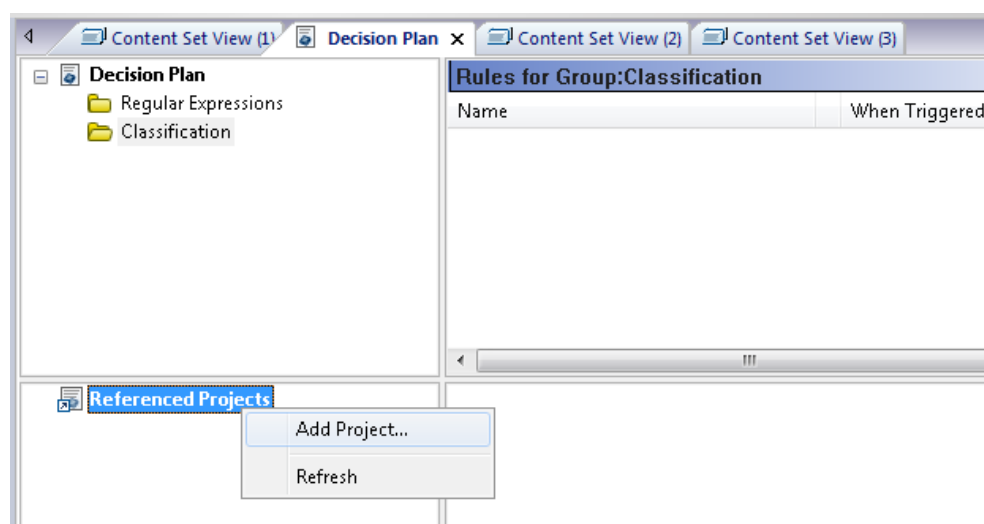 Content Set View (1)
Decision Plan
Content Set View (2)
Content Set View (3)
Decision Plan
Regular Expressions
Classification
Rules for Group:Classification
Name
When Triggered
Referenced Projects
Add Project...
Refresh